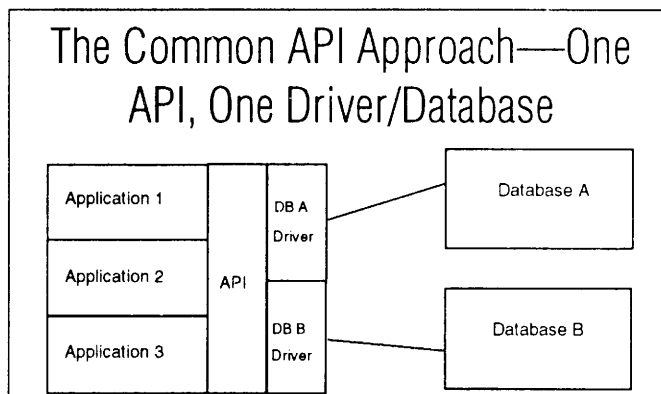 The Common API Approach—One
API, One Driver/Database
Application 1
Application 2
Application 3
API
DB A
Driver
DB B
Driver
Database A
Database B